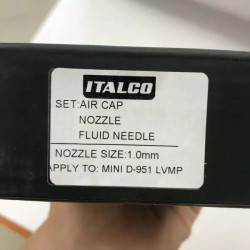 ITALCO
SET:AIR CAP
NOZZLE
FLUID NEEDLE
NOZZLE SIZE:1.0mm
APPLY TO: MINI D-951 LVMP